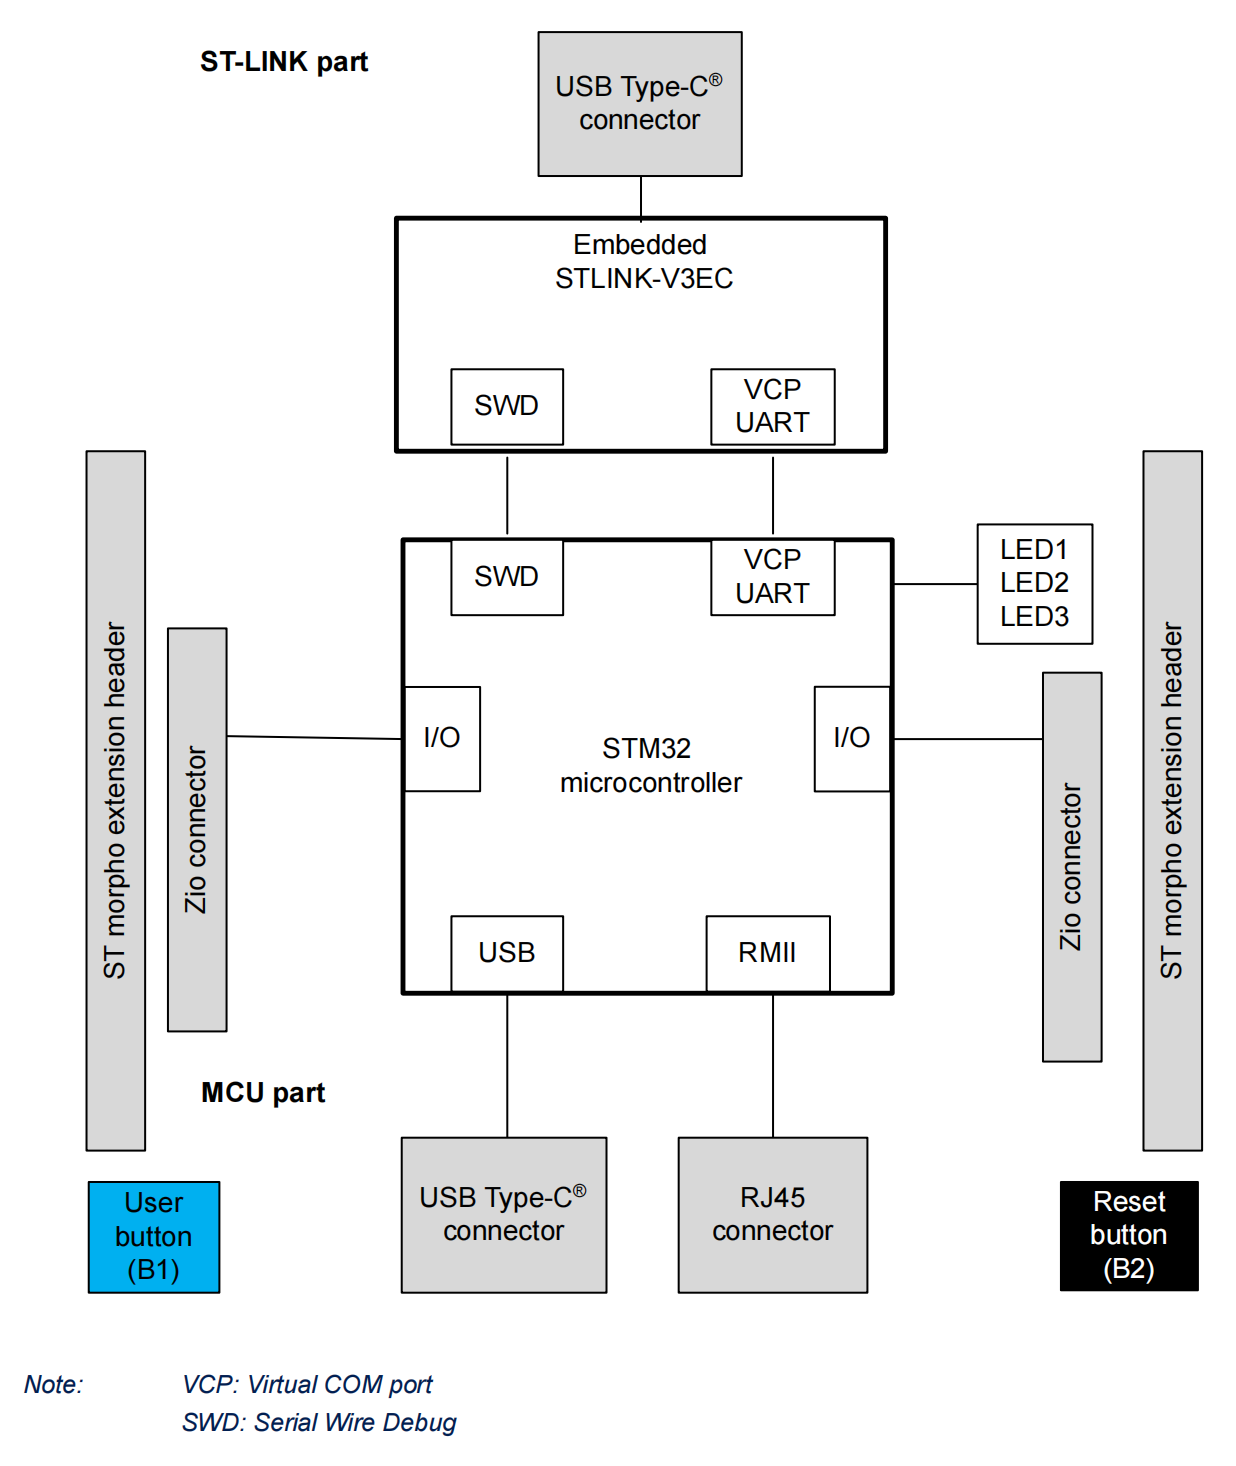 ST-LINK part
USB Type-C®
connector
Embedded
STLINK-V3EC
SWD
VCP
UART
SWD
VCP
UART
LED1
LED2
LED3
ST morpho extension header
Zio connector
I/O
STM32
microcontroller
I/O
Zio connector
ST morpho extension header
USB
RMII
MCU part
User
button
(B1)
USB Type-C®
connector
RJ45
connector
Reset
button
(B2)
Note:
VCP: Virtual COM port
SWD: Serial Wire Debug